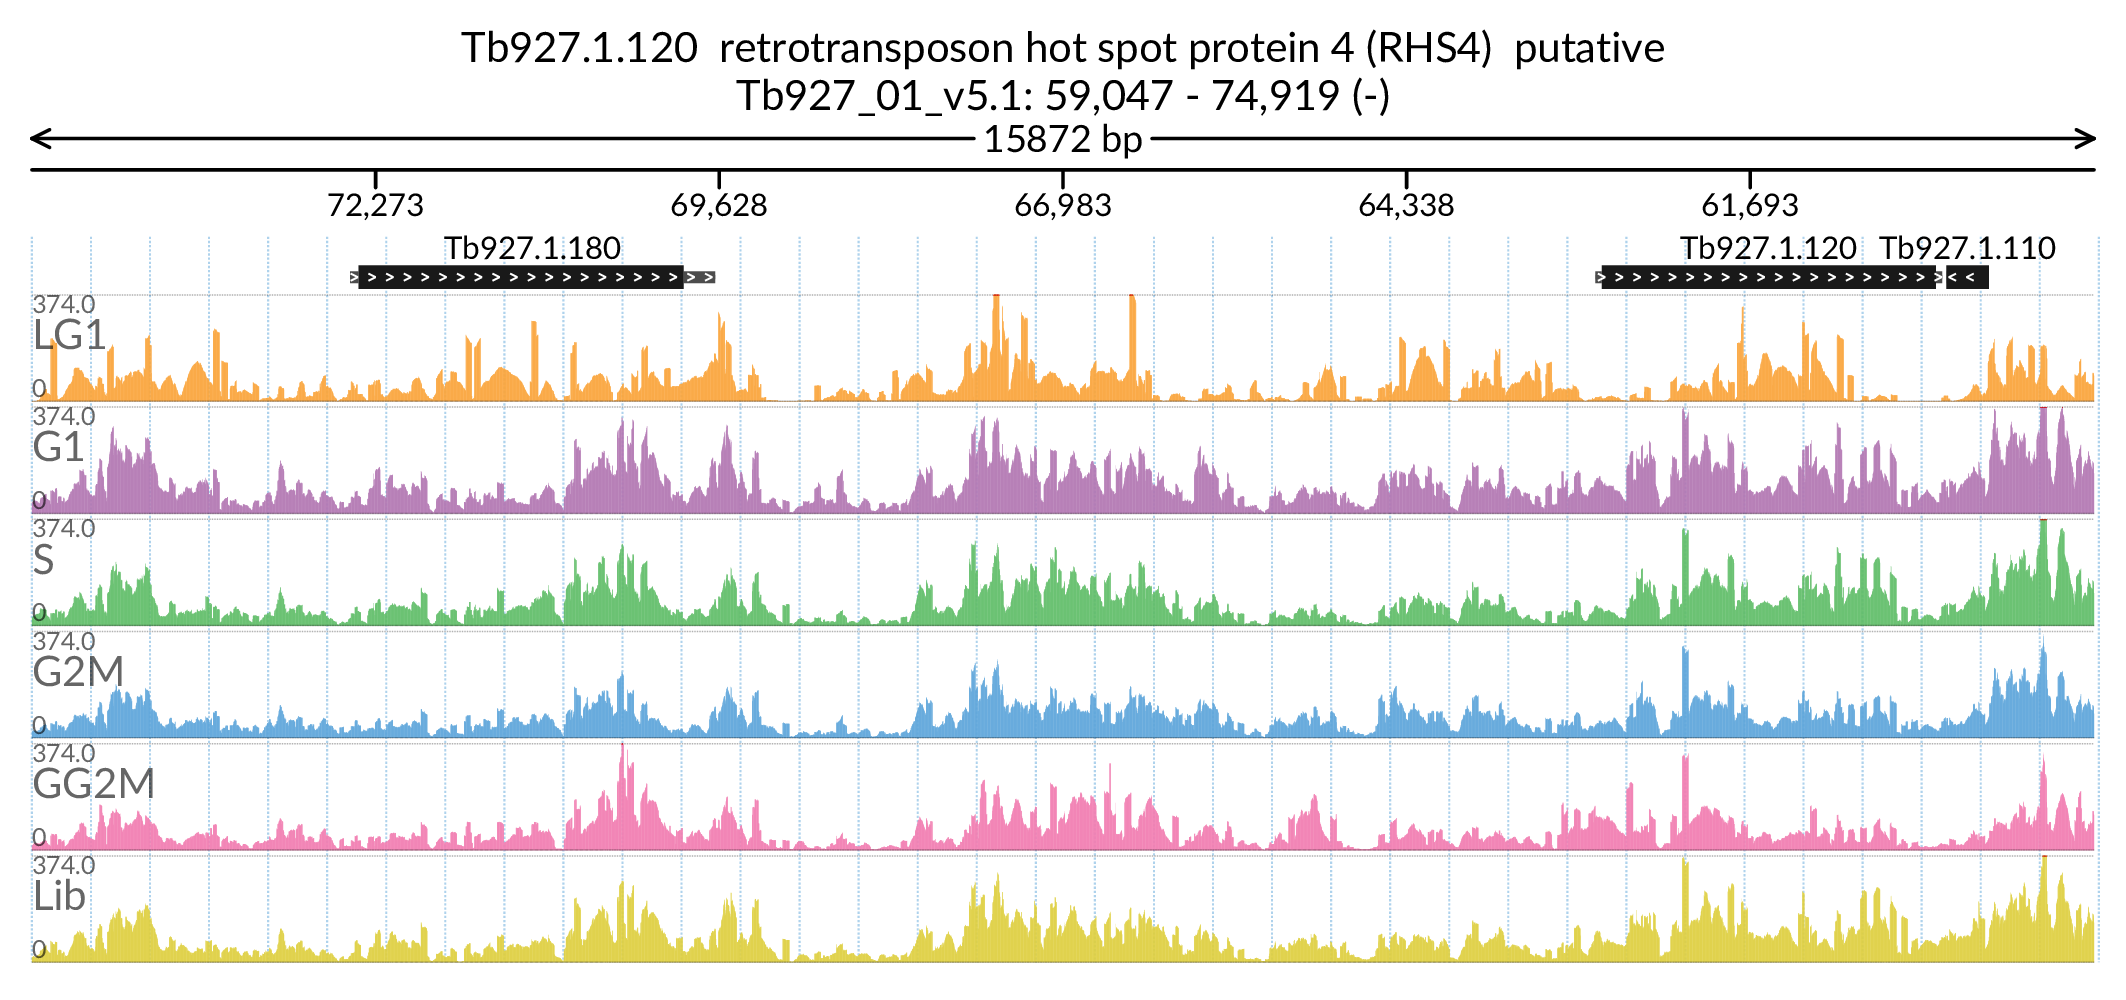 Tb927.1.120 retrotransposon hot spot protein 4 (RHS4) putative
Tb927_01_v5.1: 59,047 - 74,919 (-)
15872 bp
72,273 69,628 66,983 64,338 61,693
Tb927.1.180 Tb927.1.120 Tb927.1.110
374.0
LG1
0
374.0
G1
0
374.0
S
0
374.0
G2M
0
374.0
GG2M
0
374.0
Lib
0